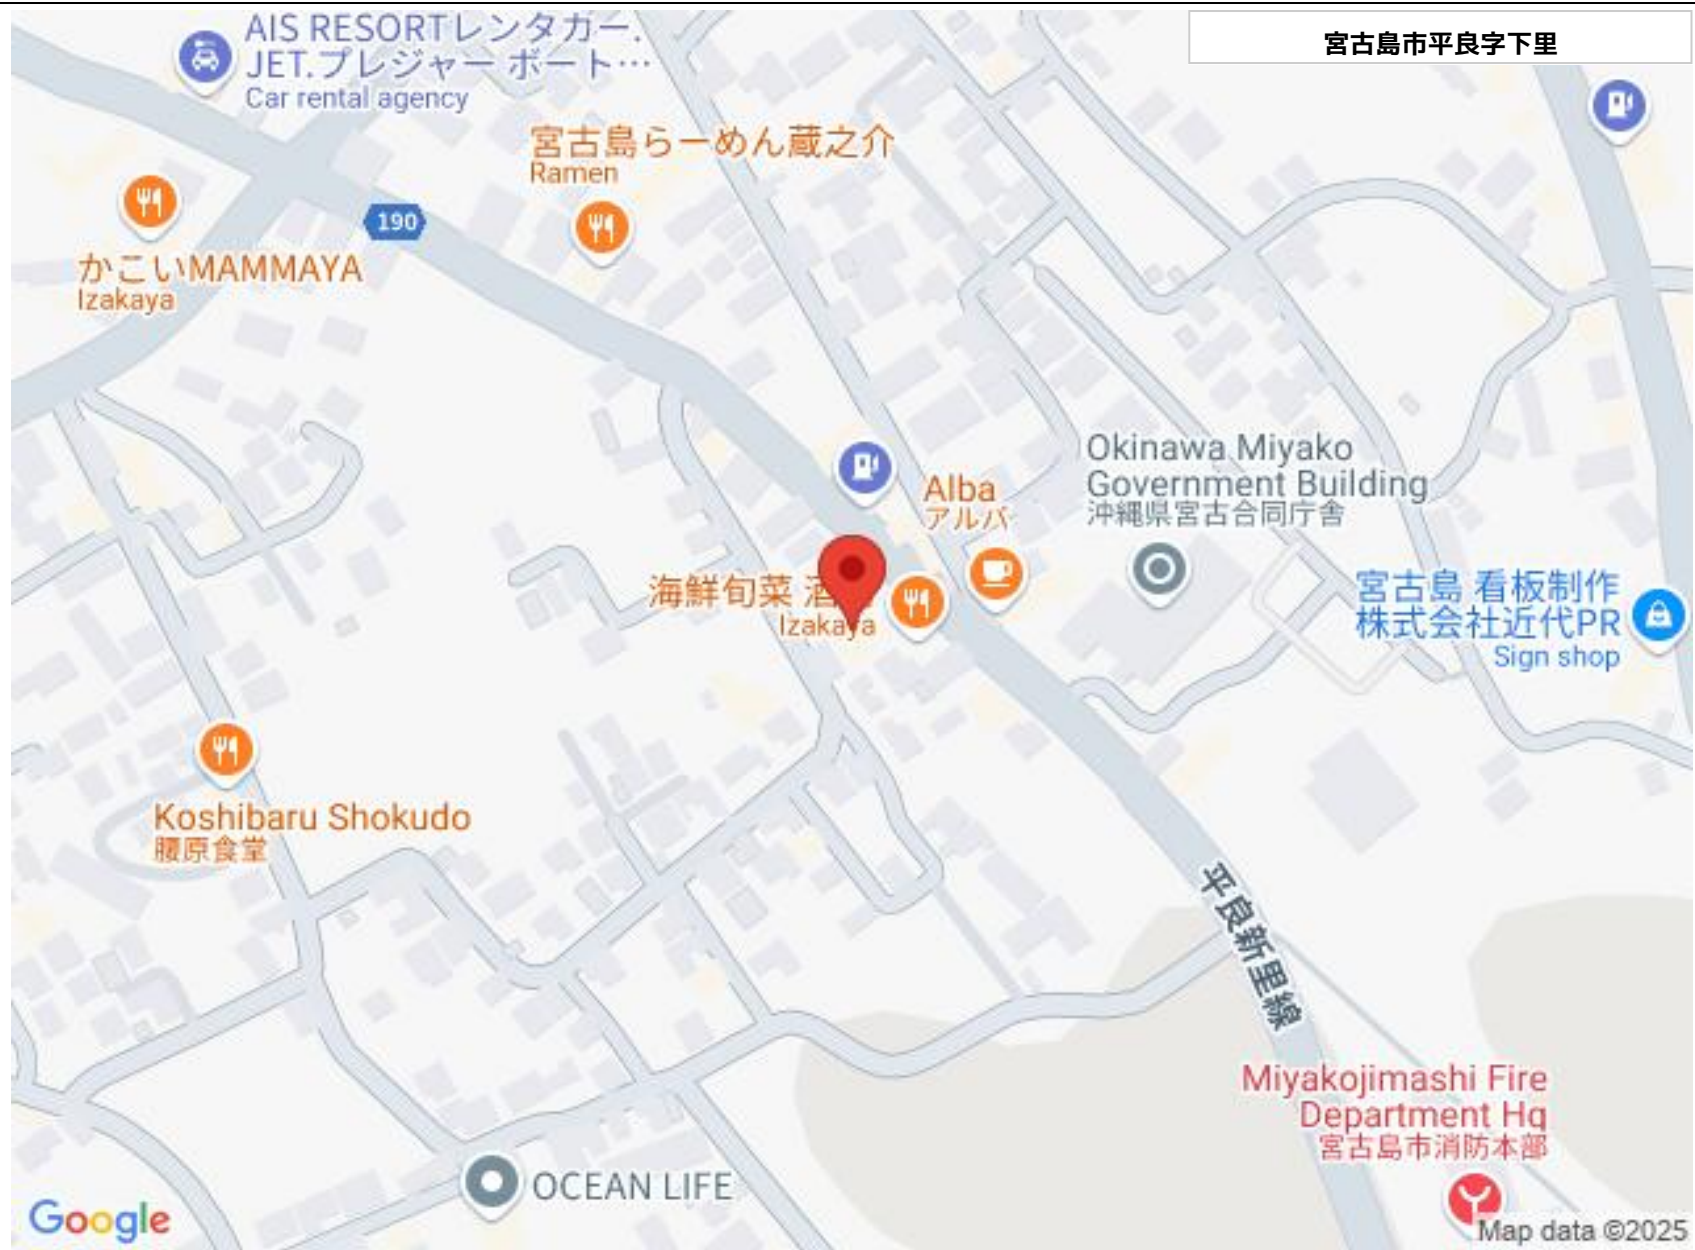 AIS RESORTレンタカー.
JET.プレジャー ボート…
Car rental agency
宮古島市平良字下里
宮古島らーめん蔵之介
Ramen
190
かこいMAMMAYA
Izakaya
Okinawa Miyako
Government Building
沖縄県宮古合同庁舎
Alba
アルバ
海鮮旬菜 酒
Izakaya
宮古島 看板制作
株式会社近代PR
Sign shop
Koshibaru Shokudo
腰原食堂
平良新里線
Miyakojimashi Fire
Department Hq
宮古島市消防本部
OCEAN LIFE
Google
Map data ©2025